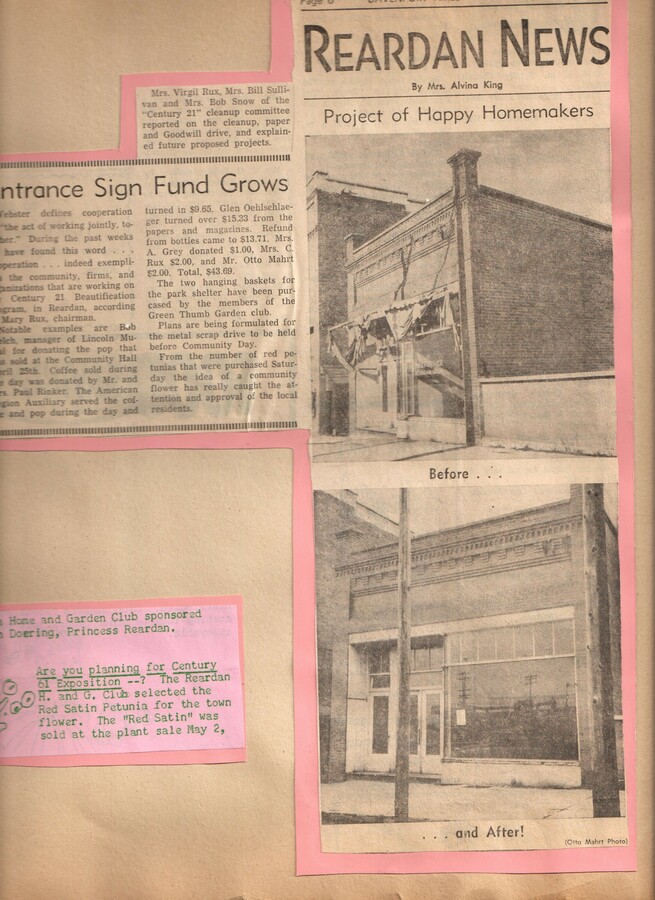 Page 6
REARDAN NEWS
By Mrs. Alvina King
Project of Happy Homemakers
Before . . .
. . . and After!
(Otto Mahrt Photo)
Mrs. Virgil Rux, Mrs. Bill Sulli-
van and Mrs. Bob Snow of the
"Century 21" cleanup committee
reported on the cleanup, paper
and Goodwill drive, and explain-
ed future proposed projects.
ntrance Sign Fund Grows
ebster defines cooperation
"the act of working jointly, to-
her." During the past weeks
have found this word . . .
operation . . . indeed exempli-
the community, firms, and
anizations that are working on
Century 21 Beautification
gram, in Reardan, according
Mary Rux, chairman.
Notable examples are Bob
elch, manager of Lincoln Mu-
al for donating the pop that
s sold at the Community Hall
ril 25th. Coffee sold during
e day was donated by Mr. and
rs. Paul Rinker. The American
gion Auxiliary served the cof-
e and pop during the day and
turned in $9.65. Glen Oehlschlae-
ger turned over $15.33 from the
papers and magazines. Refund
from bottles came to $13.71. Mrs.
A. Grey donated $1.00, Mrs. C.
Rux $2.00, and Mr. Otto Mahrt
$2.00. Total, $43.69.
The two hanging baskets for
the park shelter have been pur-
cased by the members of the
Green Thumb Garden club.
Plans are being formulated for
the metal scrap drive to be held
before Community Day.
From the number of red pe-
tunias that were purchased Satur-
day the idea of a community
flower has really caught the at-
tention and approval of the local
residents.
Home and Garden Club sponsored
Doering, Princess Reardan.
Are you planning for Century
Exposition --? The Reardan
H. and G. Club selected the
Red Satin Petunia for the town
flower. The "Red Satin" was
sold at the plant sale May 2,